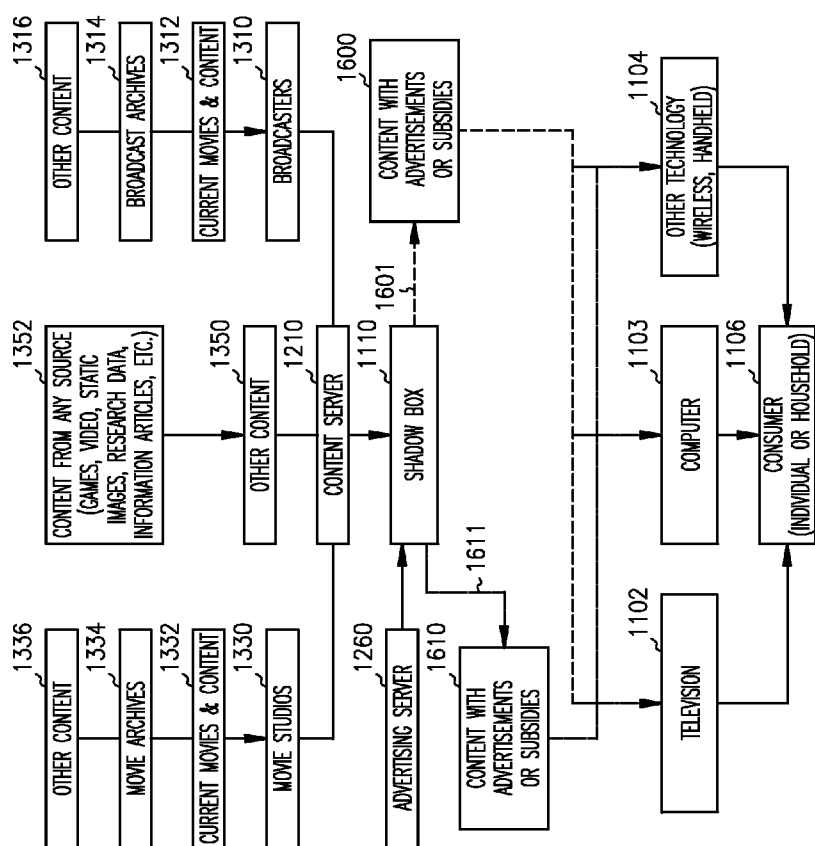 1336
OTHER CONTENT
1334
MOVIE ARCHIVES
1332
CURRENT MOVIES & CONTENT
1330
MOVIE STUDIOS
1352
CONTENT FROM ANY SOURCE
(GAMES, VIDEO, STATIC
IMAGES, RESEARCH DATA,
INFORMATION ARTICLES, ETC.)
1350
OTHER CONTENT
1210
CONTENT SERVER
1316
OTHER CONTENT
1314
BROADCAST ARCHIVES
1312
CURRENT MOVIES & CONTENT
1310
BROADCASTERS
1260
ADVERTISING SERVER
1110
SHADOW BOX
1601
1600
CONTENT WITH
ADVERTISEMENTS
OR SUBSIDIES
1611
1610
CONTENT WITH
ADVERTISEMENTS
OR SUBSIDIES
1102
TELEVISION
1103
COMPUTER
1104
OTHER TECHNOLOGY
(WIRELESS, HANDHELD)
1106
CONSUMER
(INDIVIDUAL OR HOUSEHOLD)